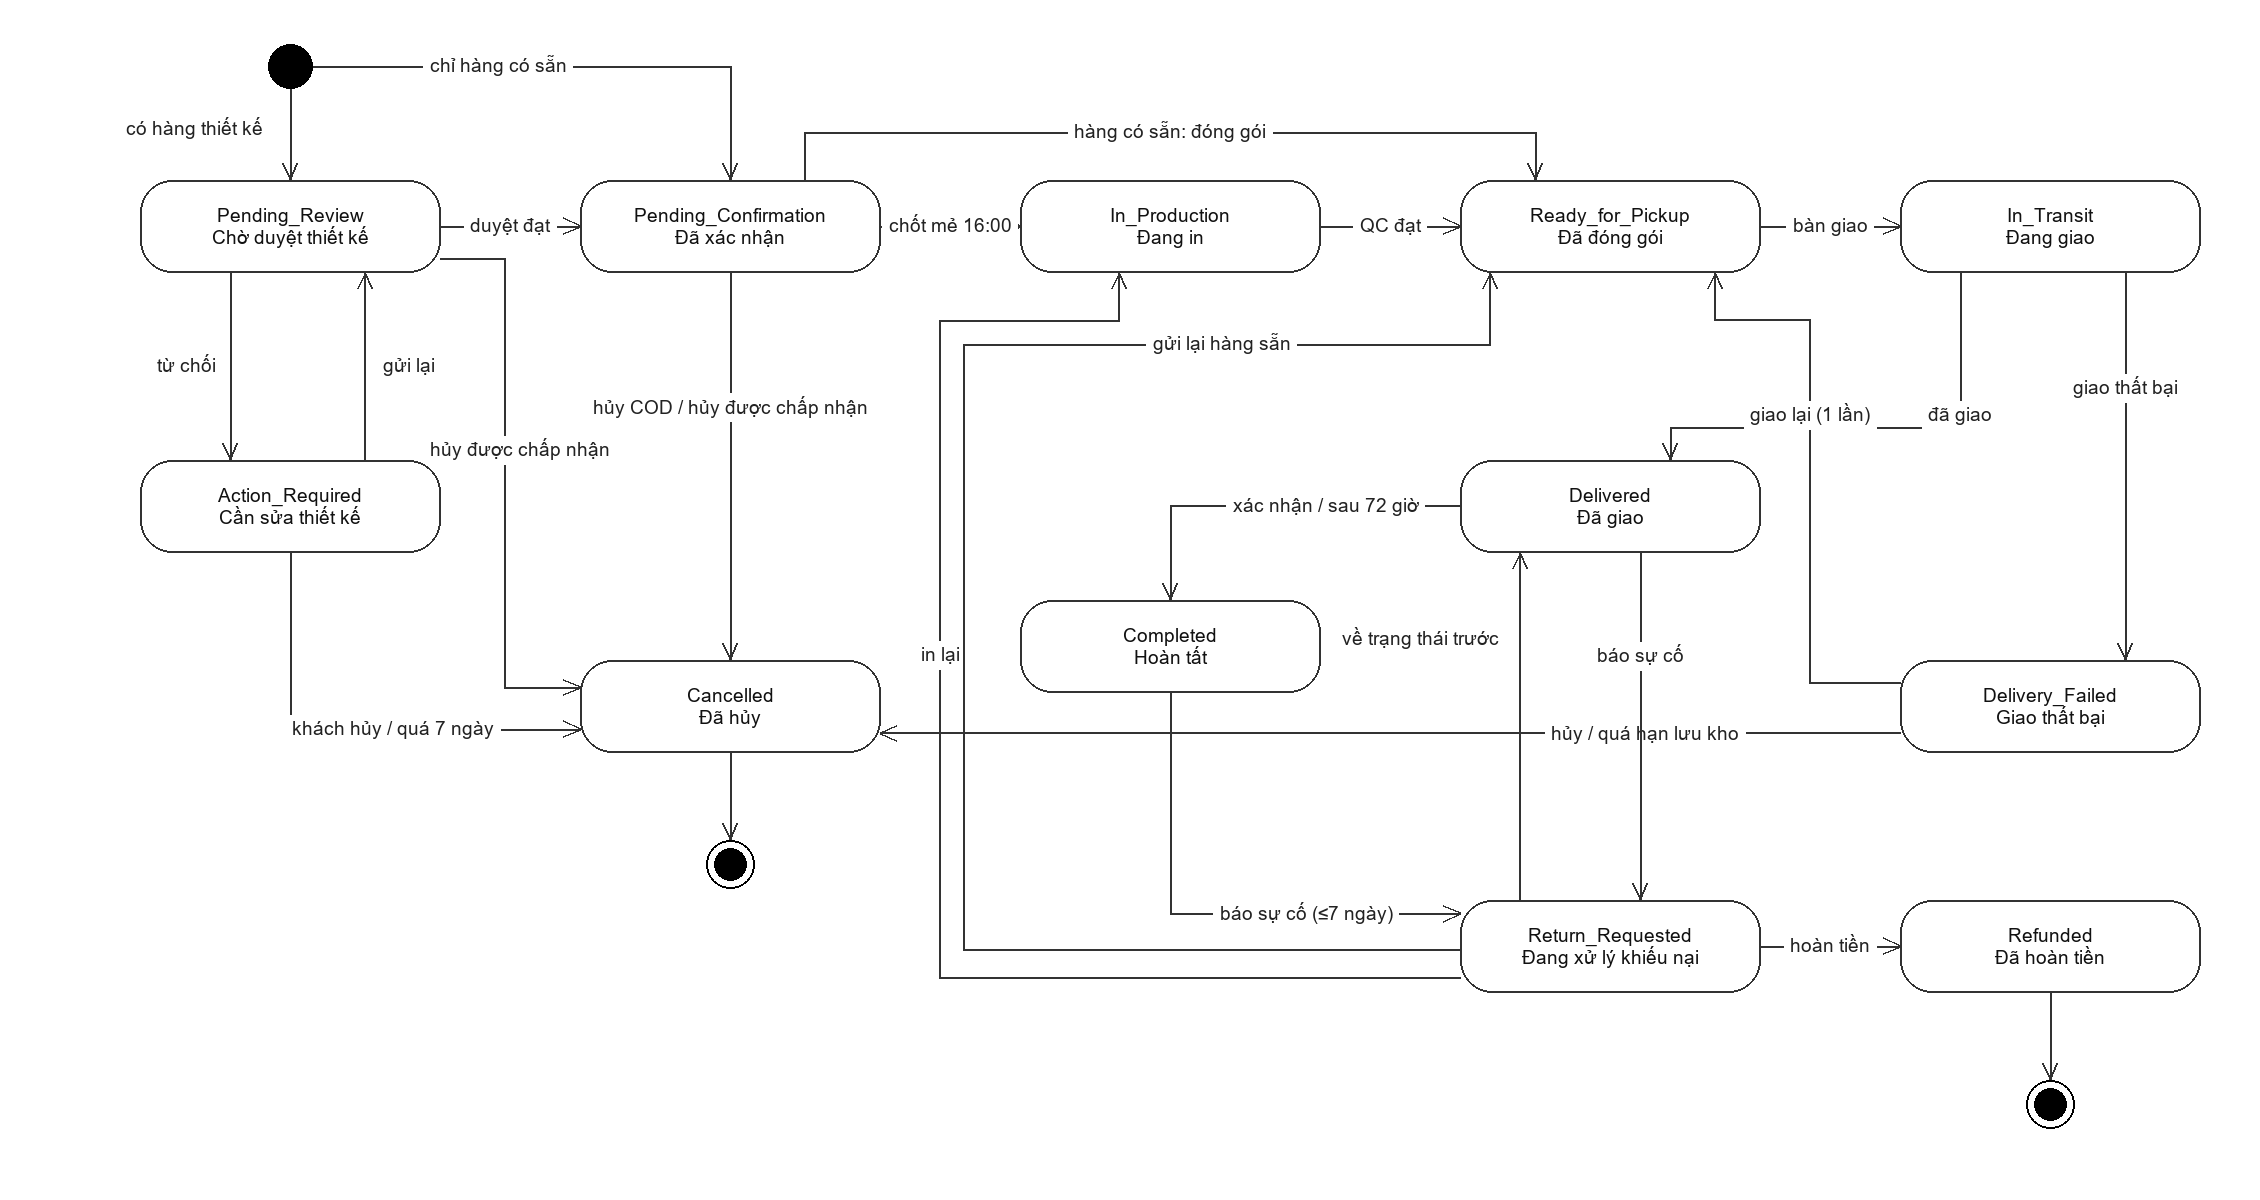 chỉ hàng có sẵn
có hàng thiết kế
hàng có sẵn: đóng gói
Pending_Review
Chờ duyệt thiết kế
duyệt đạt
Pending_Confirmation
Đã xác nhận
chốt mẻ 16:00
In_Production
Đang in
QC đạt
Ready_for_Pickup
Đã đóng gói
bàn giao
In_Transit
Đang giao
gửi lại hàng sẵn
từ chối
gửi lại
giao thất bại
hủy COD / hủy được chấp nhận
giao lại (1 lần)
đã giao
hủy được chấp nhận
Action_Required
Cần sửa thiết kế
xác nhận / sau 72 giờ
Delivered
Đã giao
Completed
Hoàn tất
về trạng thái trước
in lại
báo sự cố
Cancelled
Đã hủy
Delivery_Failed
Giao thất bại
khách hủy / quá 7 ngày
hủy / quá hạn lưu kho
báo sự cố (≤7 ngày)
Return_Requested
Đang xử lý khiếu nại
hoàn tiền
Refunded
Đã hoàn tiền